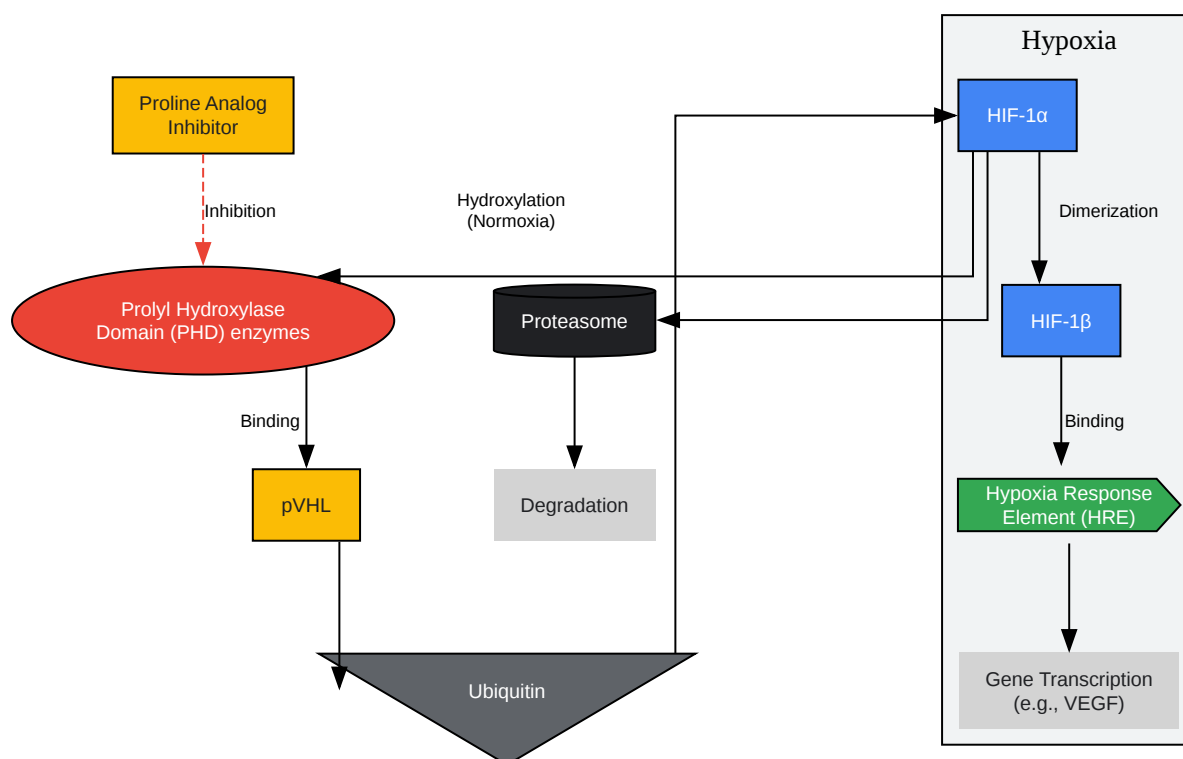 Hypoxia
Proline Analog
Inhibitor
HIF-1α
Hydroxylation
(Normoxia)
Inhibition
Dimerization
Prolyl Hydroxylase
Domain (PHD) enzymes
Proteasome
HIF-1β
Binding
Binding
pVHL
Degradation
Hypoxia Response
Element (HRE)
Ubiquitin
Gene Transcription
(e.g., VEGF)